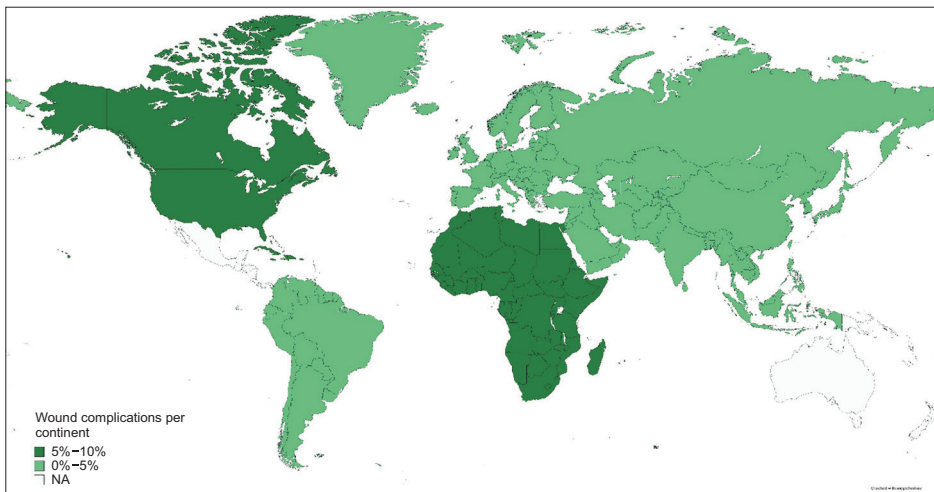 Wound complications per
continent
5%–10%
0%–5%
NA